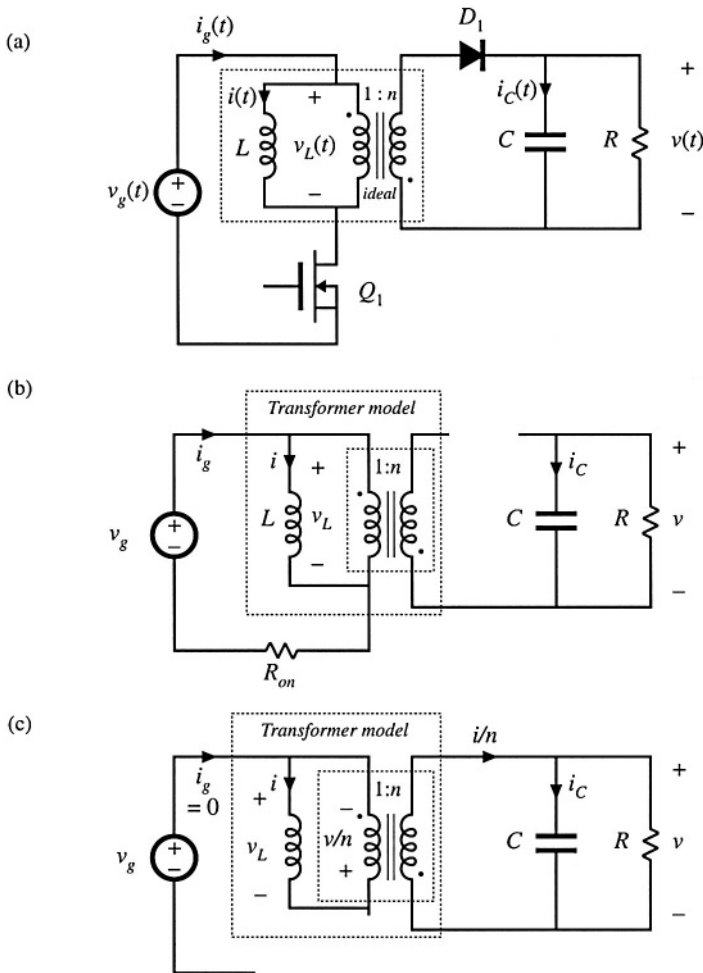 (a)
i_g(t)
D_1
i(t)
+
1 : n
i_C(t)
+
L
v_L(t)
C
R
v(t)
v_g(t)
+
−
−
ideal
−
Q_1
(b)
Transformer model
i_g
i
+
1:n
i_C
+
v_g
+
−
L
v_L
C
R
v
−
−
R_on
(c)
Transformer model
i/n
i_g
= 0
i
+
1:n
−
i_C
+
v_g
+
−
v_L
v/n
C
R
v
−
+
−